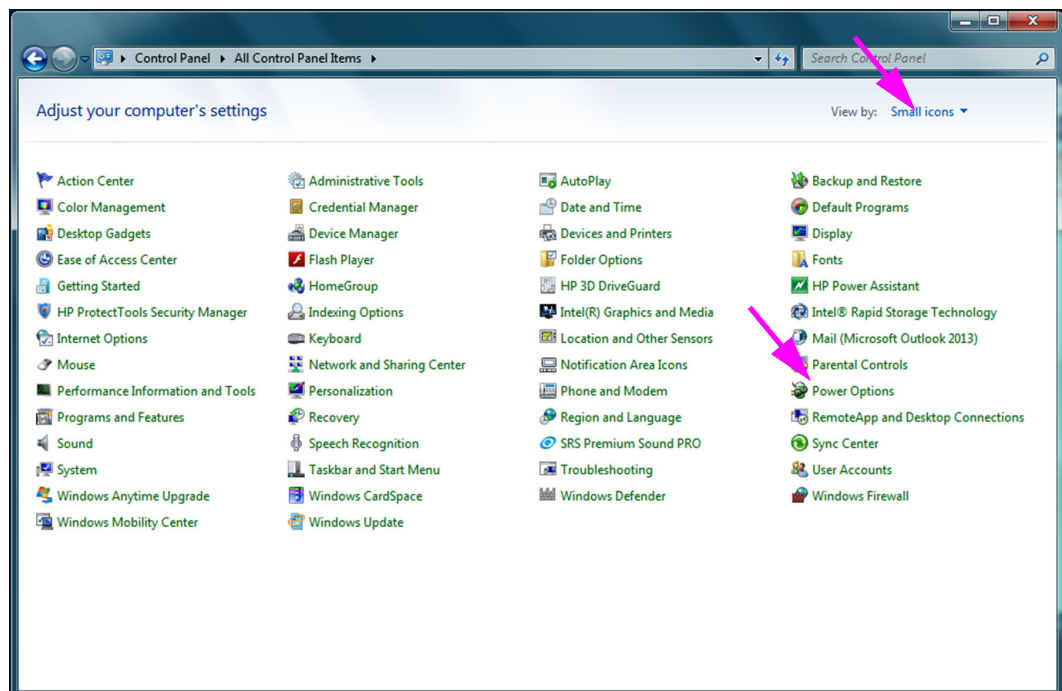 Control Panel All Control Panel Items Search Control Panel
Adjust your computer's settings View by: Small icons
Action Center Administrative Tools AutoPlay Backup and Restore
Color Management Credential Manager Date and Time Default Programs
Desktop Gadgets Device Manager Devices and Printers Display
Ease of Access Center Flash Player Folder Options Fonts
Getting Started HomeGroup HP 3D DriveGuard HP Power Assistant
HP ProtectTools Security Manager Indexing Options Intel(R) Graphics and Media Intel® Rapid Storage Technology
Internet Options Keyboard Location and Other Sensors Mail (Microsoft Outlook 2013)
Mouse Network and Sharing Center Notification Area Icons Parental Controls
Performance Information and Tools Personalization Phone and Modem Power Options
Programs and Features Recovery Region and Language RemoteApp and Desktop Connections
Sound Speech Recognition SRS Premium Sound PRO Sync Center
System Taskbar and Start Menu Troubleshooting User Accounts
Windows Anytime Upgrade Windows CardSpace Windows Defender Windows Firewall
Windows Mobility Center Windows Update